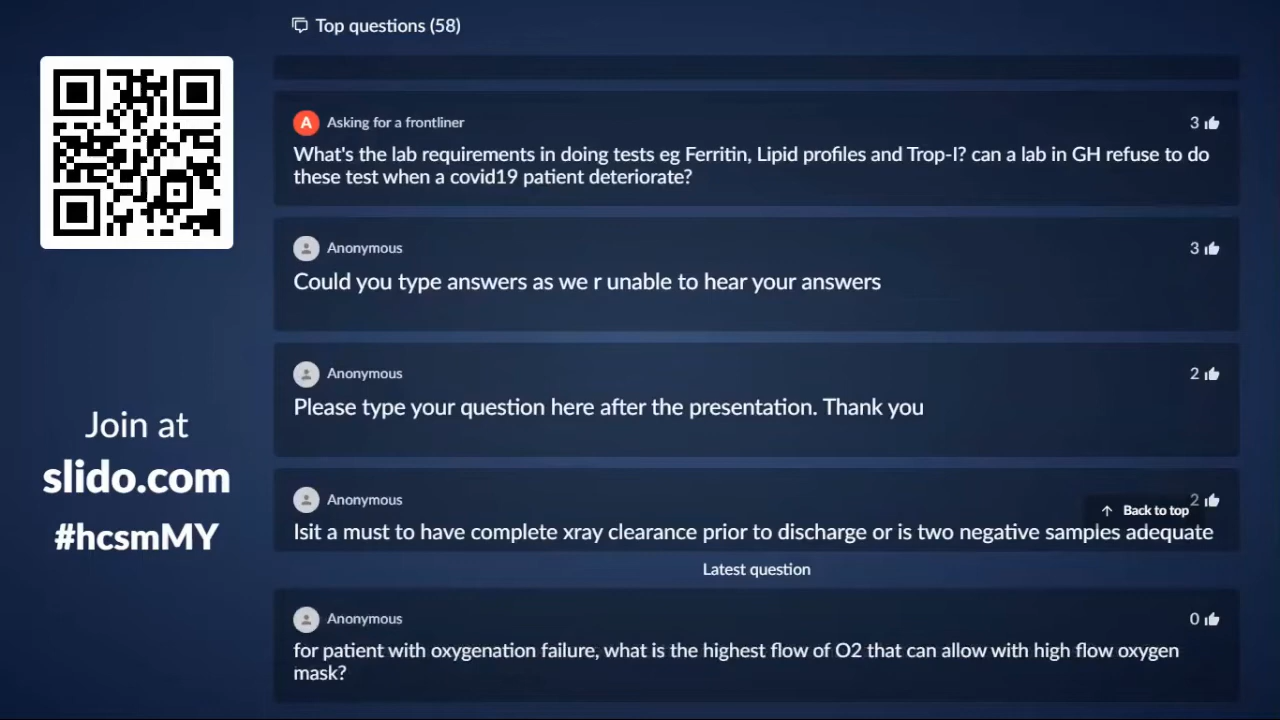 Top questions (58)
A Asking for a frontliner 3
What's the lab requirements in doing tests eg Ferritin, Lipid profiles and Trop-I? can a lab in GH refuse to do
these test when a covid19 patient deteriorate?
Anonymous 3
Could you type answers as we r unable to hear your answers
Anonymous 2
Please type your question here after the presentation. Thank you
Anonymous 2
↑ Back to top
Isit a must to have complete xray clearance prior to discharge or is two negative samples adequate
Latest question
Anonymous 0
for patient with oxygenation failure, what is the highest flow of O2 that can allow with high flow oxygen
mask?
Join at
slido.com
#hcsmMY